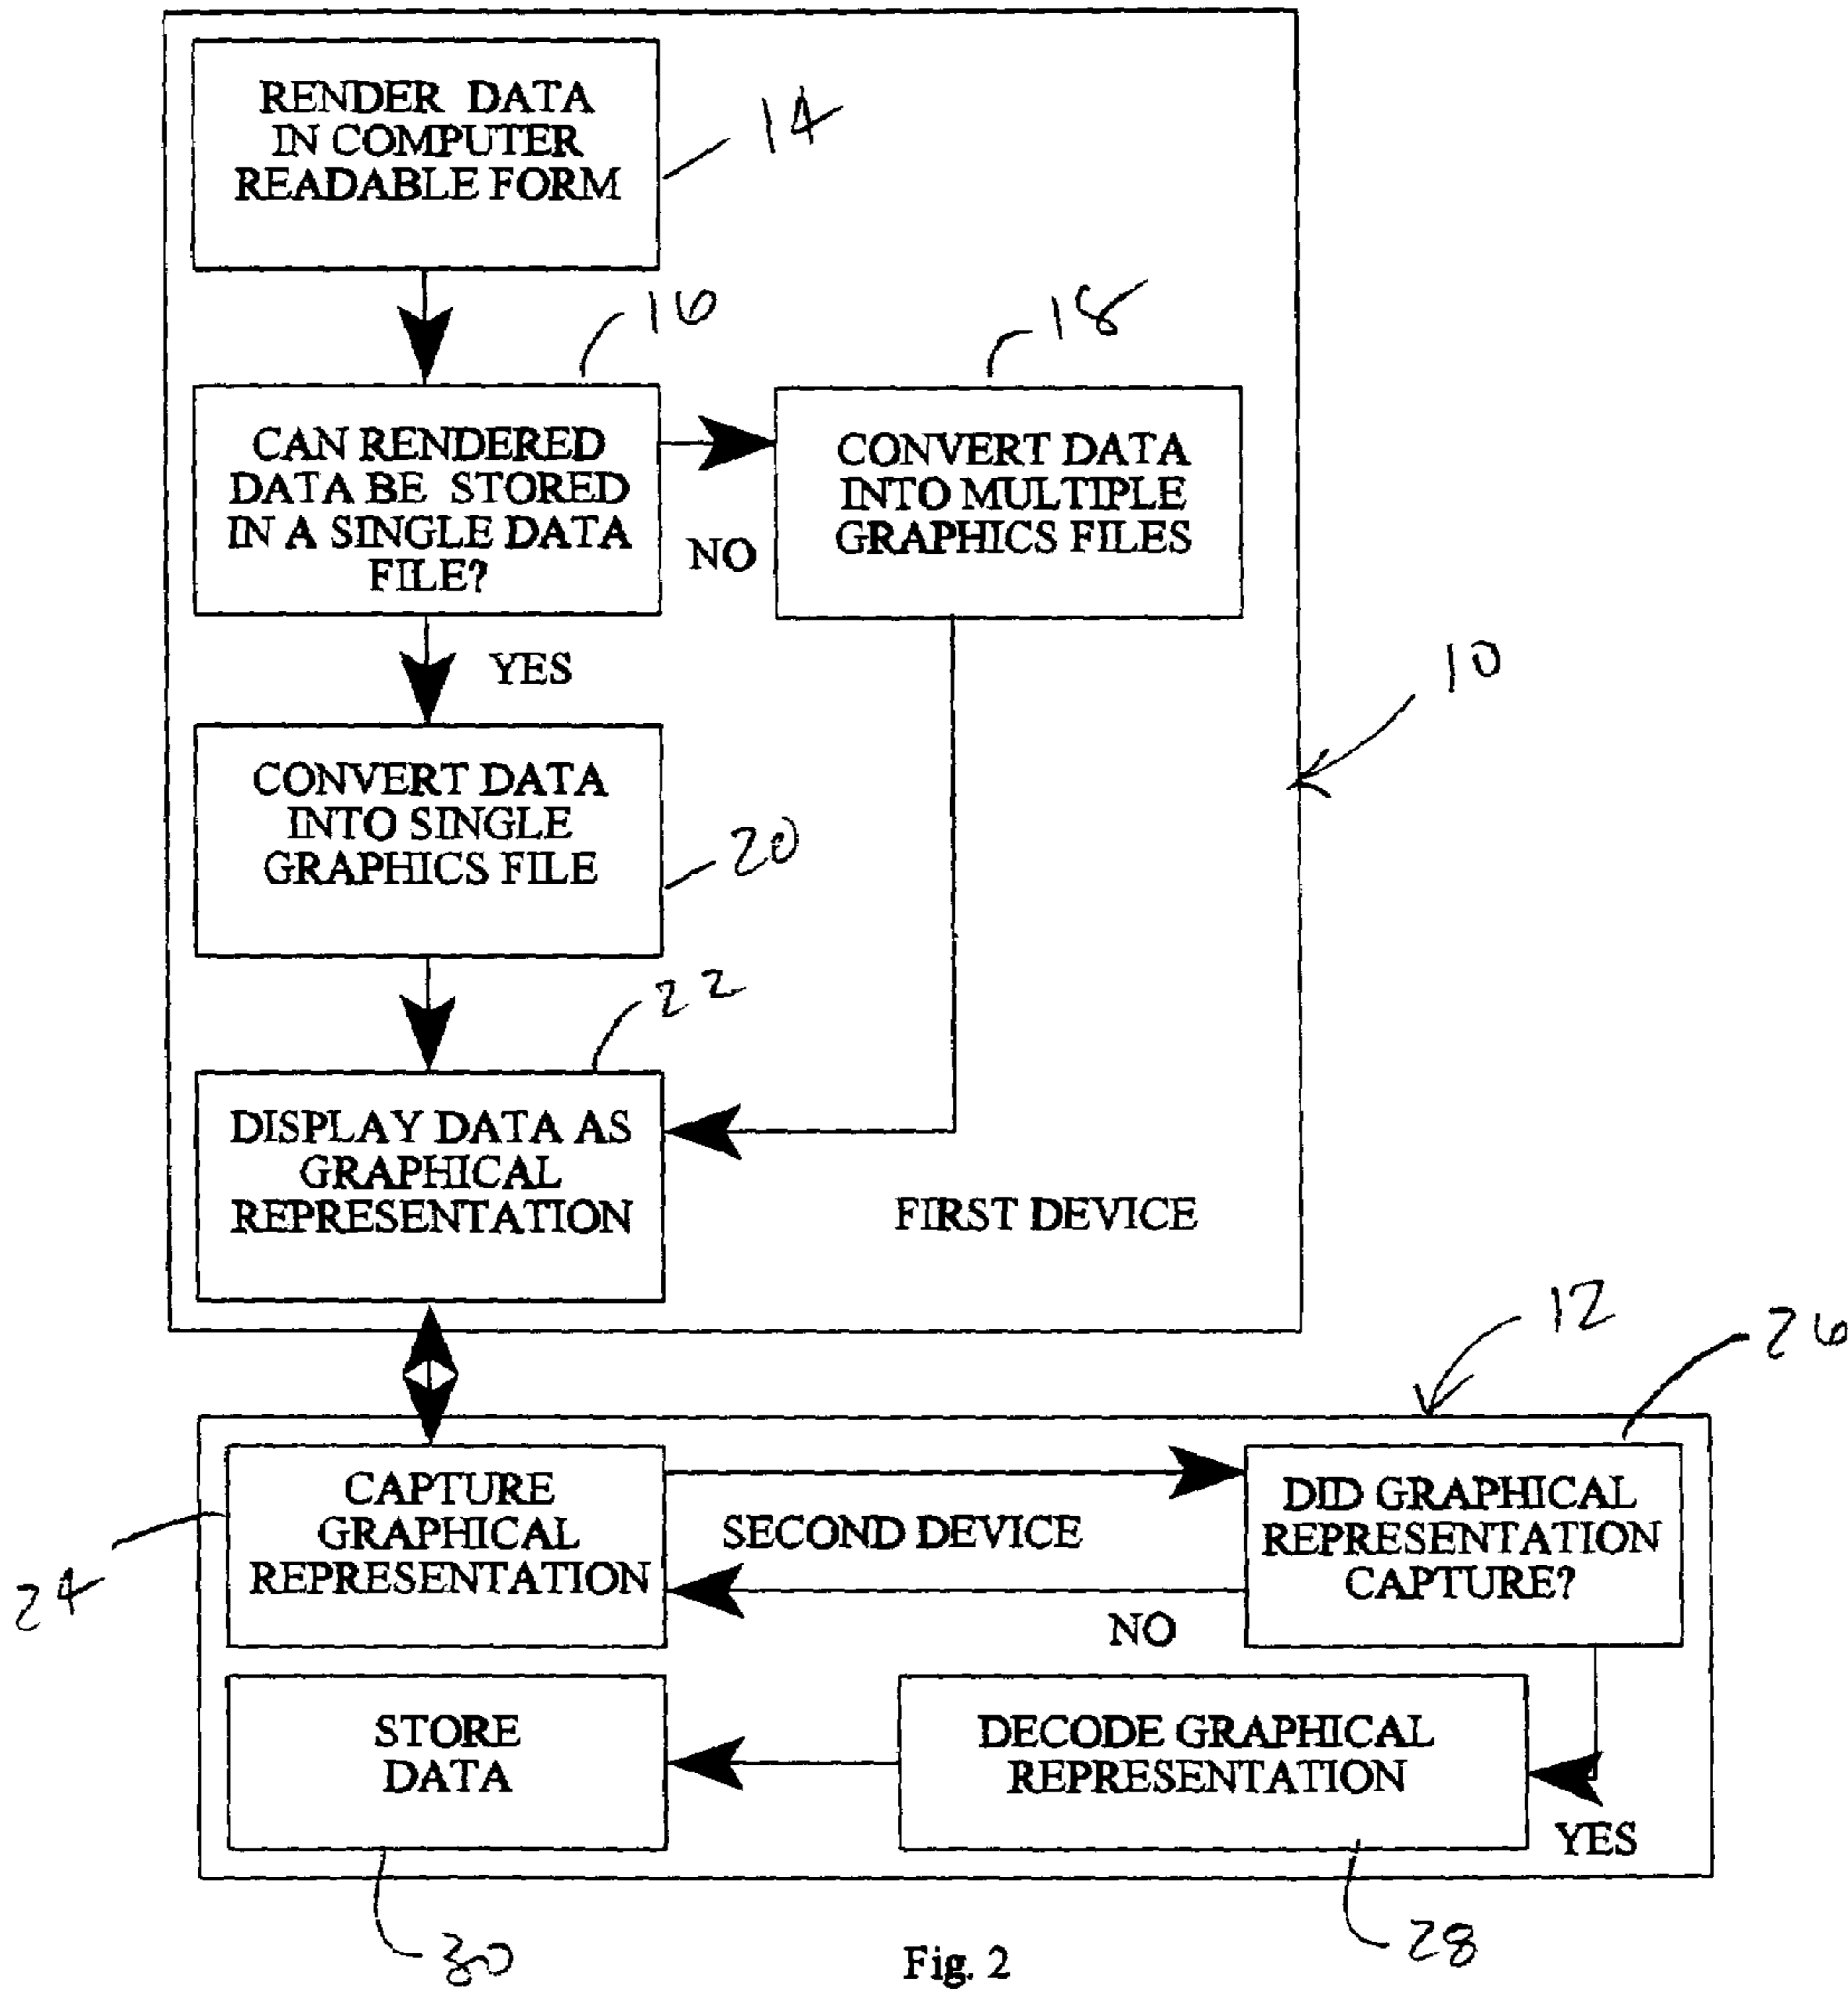 RENDER DATA
IN COMPUTER
READABLE FORM
14
16
18
CAN RENDERED
DATA BE STORED
IN A SINGLE DATA
FILE?
NO
CONVERT DATA
INTO MULTIPLE
GRAPHICS FILES
YES
10
CONVERT DATA
INTO SINGLE
GRAPHICS FILE
20
22
DISPLAY DATA AS
GRAPHICAL
REPRESENTATION
FIRST DEVICE
12
26
CAPTURE
GRAPHICAL
REPRESENTATION
24
SECOND DEVICE
DID GRAPHICAL
REPRESENTATION
CAPTURE?
NO
STORE
DATA
DECODE GRAPHICAL
REPRESENTATION
YES
30
28
Fig. 2